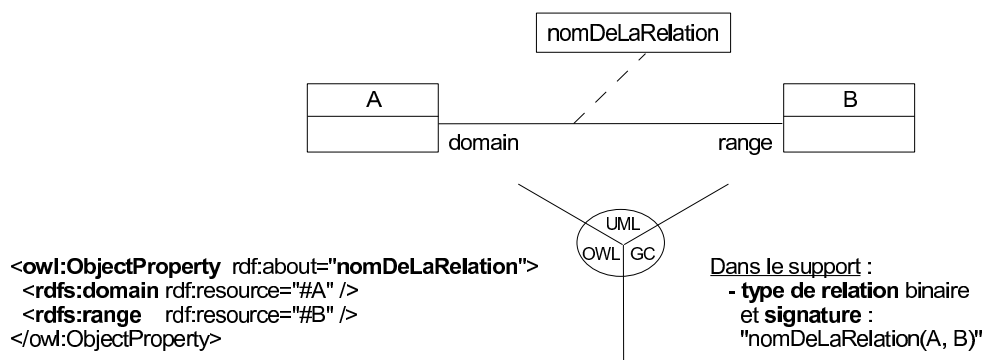 nomDeLaRelation
A
B
domain
range
UML
OWL
GC
<owl:ObjectProperty rdf:about="nomDeLaRelation">
<rdfs:domain rdf:resource="#A" />
<rdfs:range rdf:resource="#B" />
</owl:ObjectProperty>
Dans le support :
- type de relation binaire
et signature :
"nomDeLaRelation(A, B)"